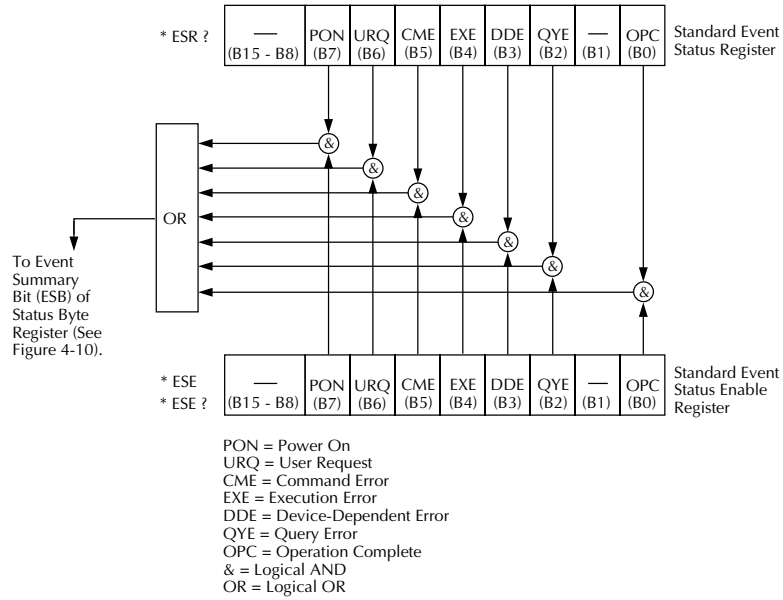 * ESR ?
— PON URQ CME EXE DDE QYE — OPC
(B15 - B8) (B7) (B6) (B5) (B4) (B3) (B2) (B1) (B0)
Standard Event
Status Register
&
&
&
&
&
&
&
OR
To Event
Summary
Bit (ESB) of
Status Byte
Register (See
Figure 4-10).
* ESE
* ESE ?
— PON URQ CME EXE DDE QYE — OPC
(B15 - B8) (B7) (B6) (B5) (B4) (B3) (B2) (B1) (B0)
Standard Event
Status Enable
Register
PON = Power On
URQ = User Request
CME = Command Error
EXE = Execution Error
DDE = Device-Dependent Error
QYE = Query Error
OPC = Operation Complete
& = Logical AND
OR = Logical OR